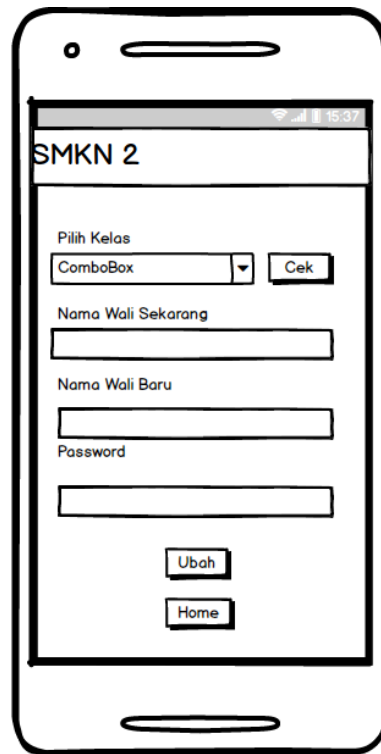 15:37
SMKN 2
Pilih Kelas
ComboBox
Cek
Nama Wali Sekarang
Nama Wali Baru
Password
Ubah
Home